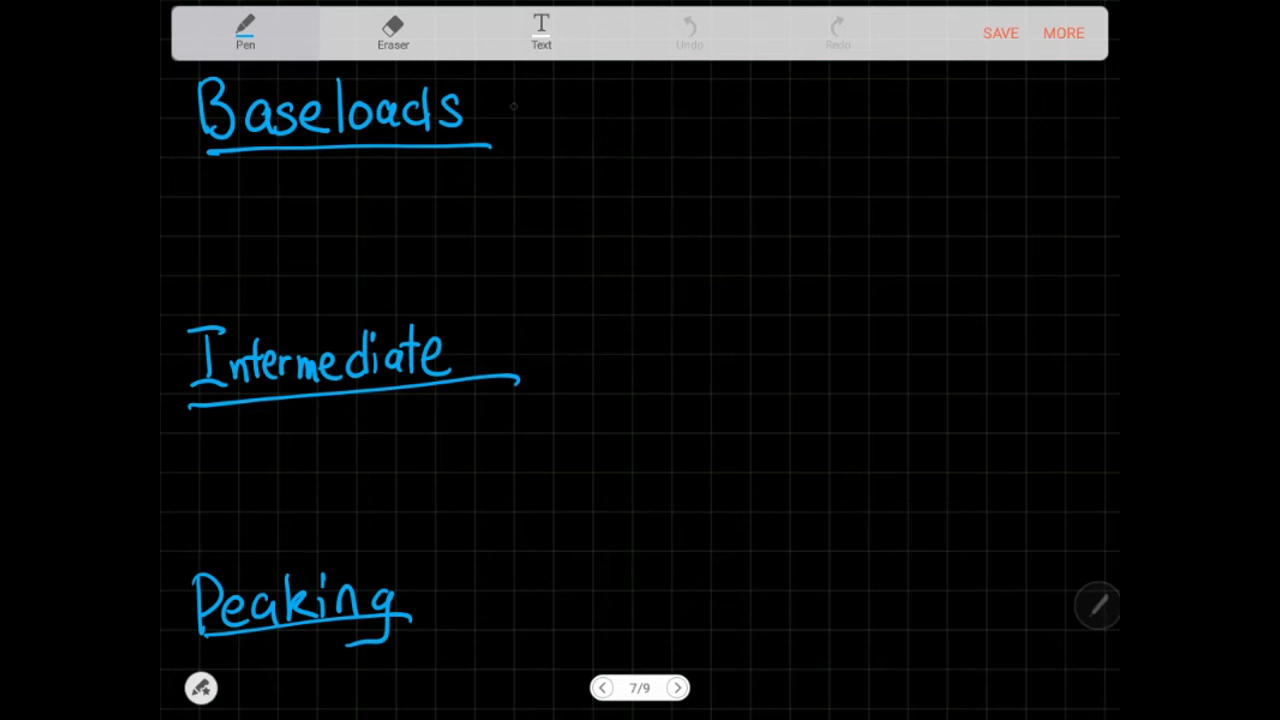 Pen Eraser Text Undo Redo SAVE MORE
Baseloads
Intermediate
Peaking
7/9